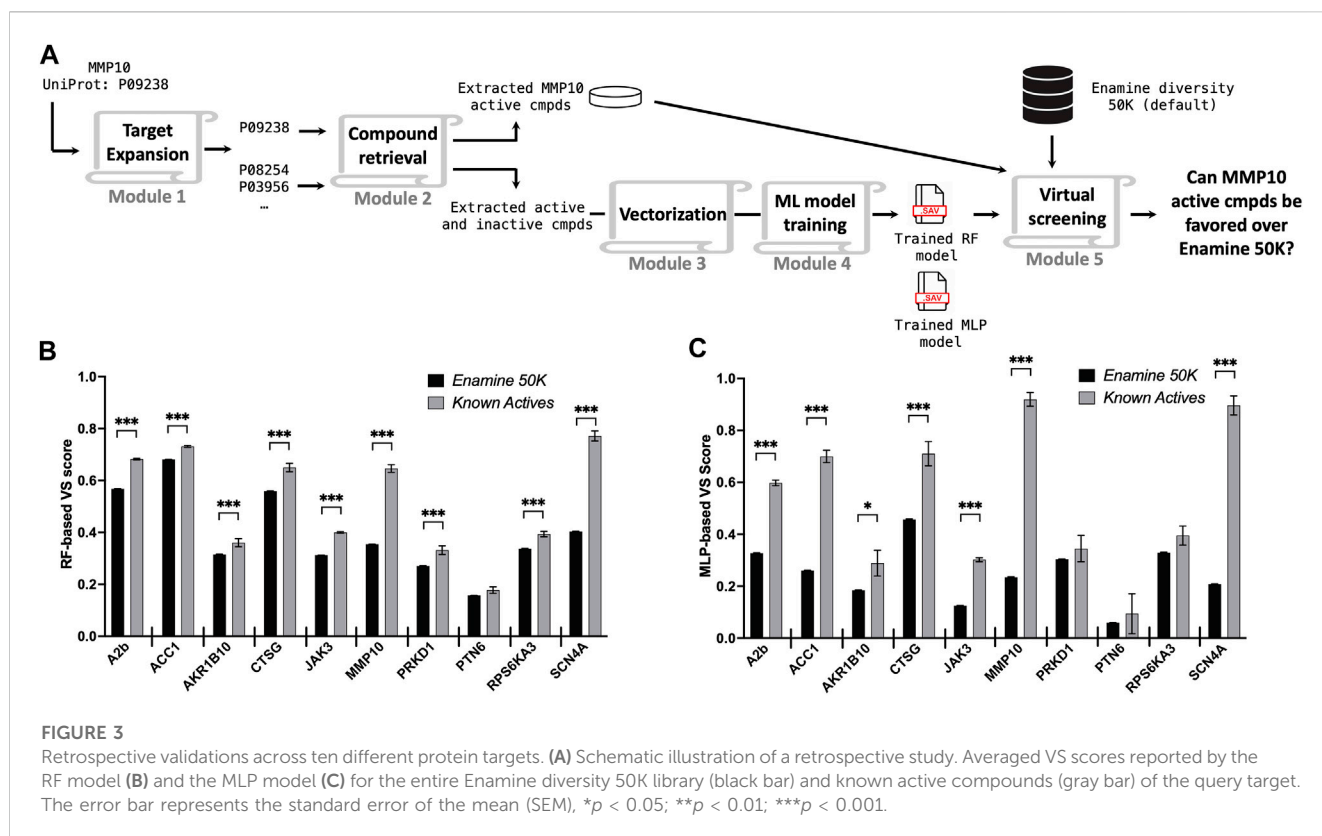 A
MMP10
UniProt: P09238
Target
Expansion
Module 1
P09238
P08254
P03956
…
Compound
retrieval
Module 2
Extracted MMP10
active cmpds
Extracted active
and inactive cmpds
Vectorization
Module 3
ML model
training
Module 4
.SAV
Trained RF
model
.SAV
Trained MLP
model
Enamine diversity
50K (default)
Virtual
screening
Module 5
Can MMP10
active cmpds be
favored over
Enamine 50K?
B
RF-based VS score
1.0
0.8
0.6
0.4
0.2
0.0
Enamine 50K
Known Actives
***
***
***
***
***
***
***
***
***
A2b
ACC1
AKR1B10
CTSG
JAK3
MMP10
PRKD1
PTN6
RPS6KA3
SCN4A
C
MLP-based VS Score
1.0
0.8
0.6
0.4
0.2
0.0
Enamine 50K
Known Actives
***
***
*
***
***
***
***
A2b
ACC1
AKR1B10
CTSG
JAK3
MMP10
PRKD1
PTN6
RPS6KA3
SCN4A
FIGURE 3
Retrospective validations across ten different protein targets. (A) Schematic illustration of a retrospective study. Averaged VS scores reported by the
RF model (B) and the MLP model (C) for the entire Enamine diversity 50K library (black bar) and known active compounds (gray bar) of the query target.
The error bar represents the standard error of the mean (SEM), *p < 0.05; **p < 0.01; ***p < 0.001.